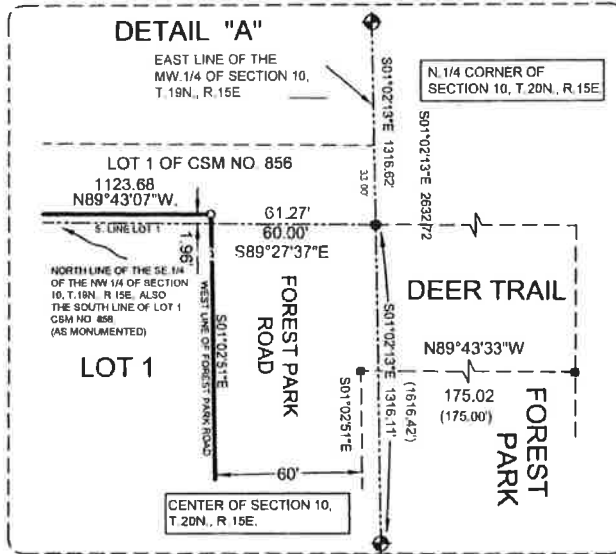 DETAIL "A"
EAST LINE OF THE
MW.1/4 OF SECTION 10,
T.19N., R.15E
N.1/4 CORNER OF
SECTION 10, T.20N., R.15E
S01°02'13"E 1316.62'
S01°02'13"E 2632.72
33.00'
LOT 1 OF CSM NO. 856
1123.68
N89°43'07"W.
S. LINE LOT 1
1.96'
61.27'
60.00'
S89°27'37"E
NORTH LINE OF THE SE.1/4
OF THE NW 1/4 OF SECTION
10, T.19N. R 15E. ALSO
THE SOUTH LINE OF LOT 1
CSM NO. 856
(AS MONUMENTED)
LOT 1
WEST LINE OF FOREST PARK ROAD
S01°02'51"E
FOREST PARK
ROAD
S01°02'51"E
S01°02'13"E 1316.11'
(1616.42')
DEER TRAIL
N89°43'33"W
175.02
(175.00')
FOREST
PARK
60'
CENTER OF SECTION 10,
T.20N., R.15E.